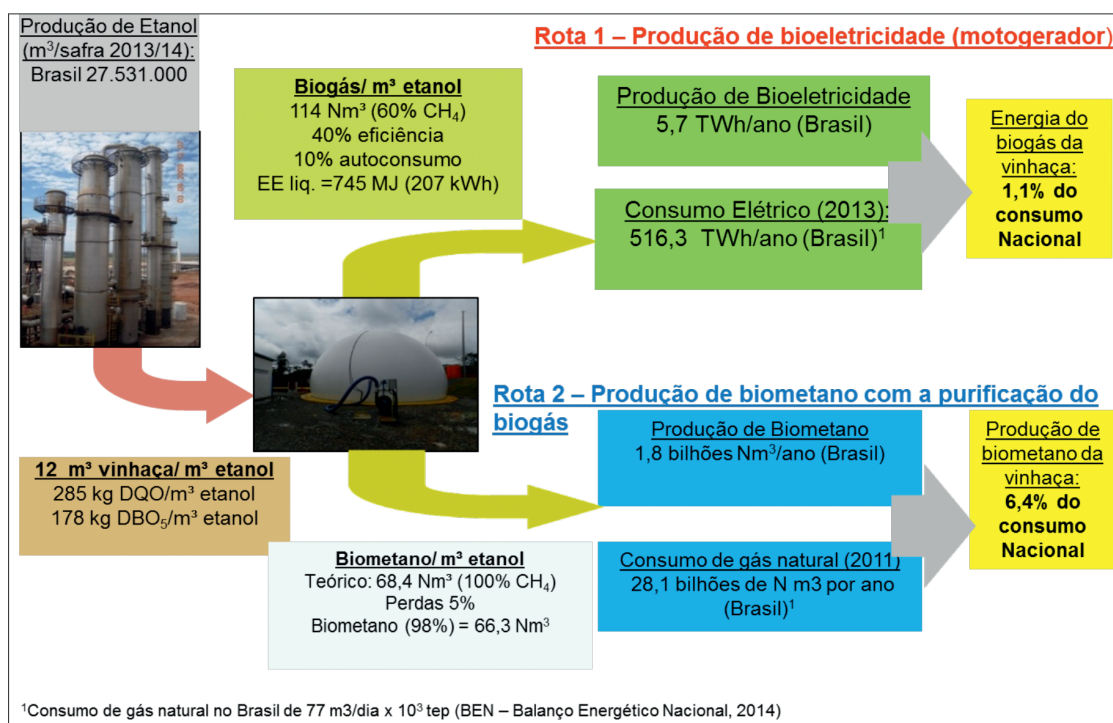 Produção de Etanol
(m³/safra 2013/14):
Brasil 27.531.000
Rota 1 – Produção de bioeletricidade (motogerador)
Biogás/ m³ etanol
114 Nm³ (60% CH₄)
40% eficiência
10% autoconsumo
EE liq. =745 MJ (207 kWh)
Produção de Bioeletricidade
5,7 TWh/ano (Brasil)
Consumo Elétrico (2013):
516,3 TWh/ano (Brasil)¹
Energia do
biogás da
vinhaça:
1,1% do
consumo
Nacional
Rota 2 – Produção de biometano com a purificação do
biogás
12 m³ vinhaça/ m³ etanol
285 kg DQO/m³ etanol
178 kg DBO₅/m³ etanol
Biometano/ m³ etanol
Teórico: 68,4 Nm³ (100% CH₄)
Perdas 5%
Biometano (98%) = 66,3 Nm³
Produção de Biometano
1,8 bilhões Nm³/ano (Brasil)
Consumo de gás natural (2011)
28,1 bilhões de N m3 por ano
(Brasil)¹
Produção de
biometano da
vinhaça:
6,4% do
consumo
Nacional
¹Consumo de gás natural no Brasil de 77 m3/dia x 10³ tep (BEN – Balanço Energético Nacional, 2014)